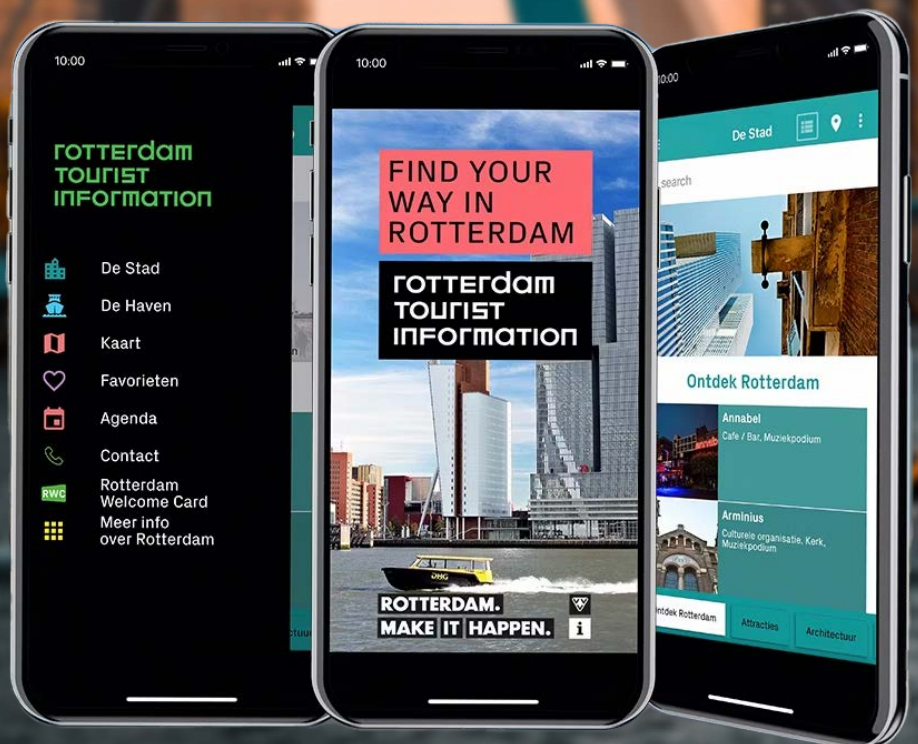 10:00
rotterdam
tourist
information
De Stad
De Haven
Kaart
Favorieten
Agenda
Contact
RWC
Rotterdam
Welcome Card
Meer info
over Rotterdam
10:00
FIND YOUR
WAY IN
ROTTERDAM
rotterdam
tourist
information
ROTTERDAM.
MAKE IT HAPPEN.
i
10:00
De Stad
search
Ontdek Rotterdam
Annabel
Cafe / Bar, Muziekpodium
Arminius
Culturele organisatie, Kerk,
Muziekpodium
Rotterdam
Attracties
Architectuur